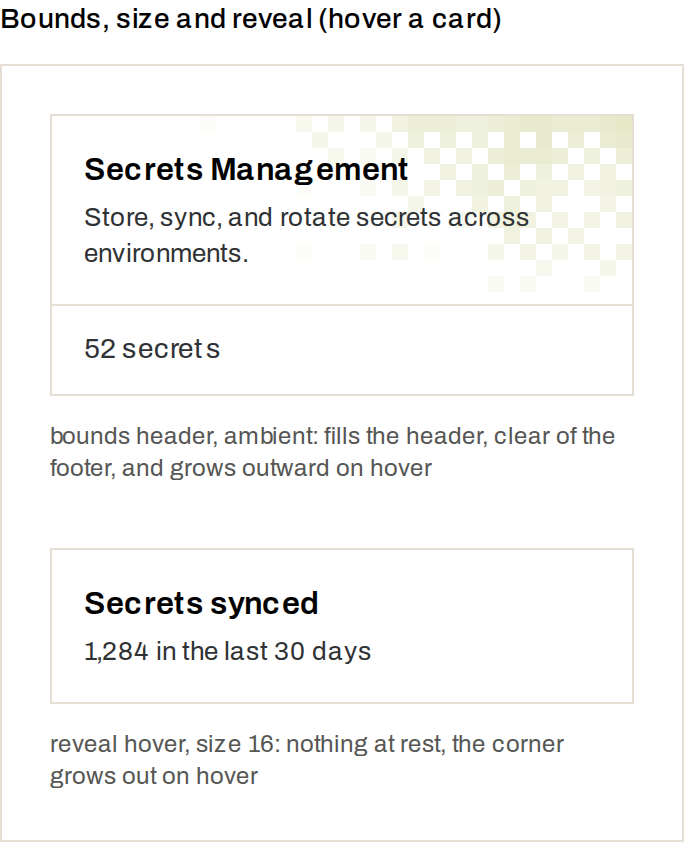 Bounds, size and reveal (hover a card)
Secrets Management
Store, sync, and rotate secrets across
environments.
52 secrets
bounds header, ambient: fills the header, clear of the
footer, and grows outward on hover
Secrets synced
1,284 in the last 30 days
reveal hover, size 16: nothing at rest, the corner
grows out on hover